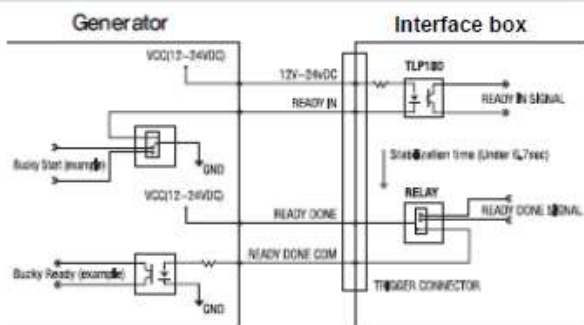 Generator
Interface box
VCC(12~24VDC)
12V~24VDC
TLP180
READY IN
READY IN SIGNAL
Bucky Start (example)
GND
Stabilization time (Under 6.7sec)
VCC(12~24VDC)
RELAY
READY DONE
READY DONE SIGNAL
READY DONE COM
Bucky Ready (example)
TRIGGER CONNECTOR
GND